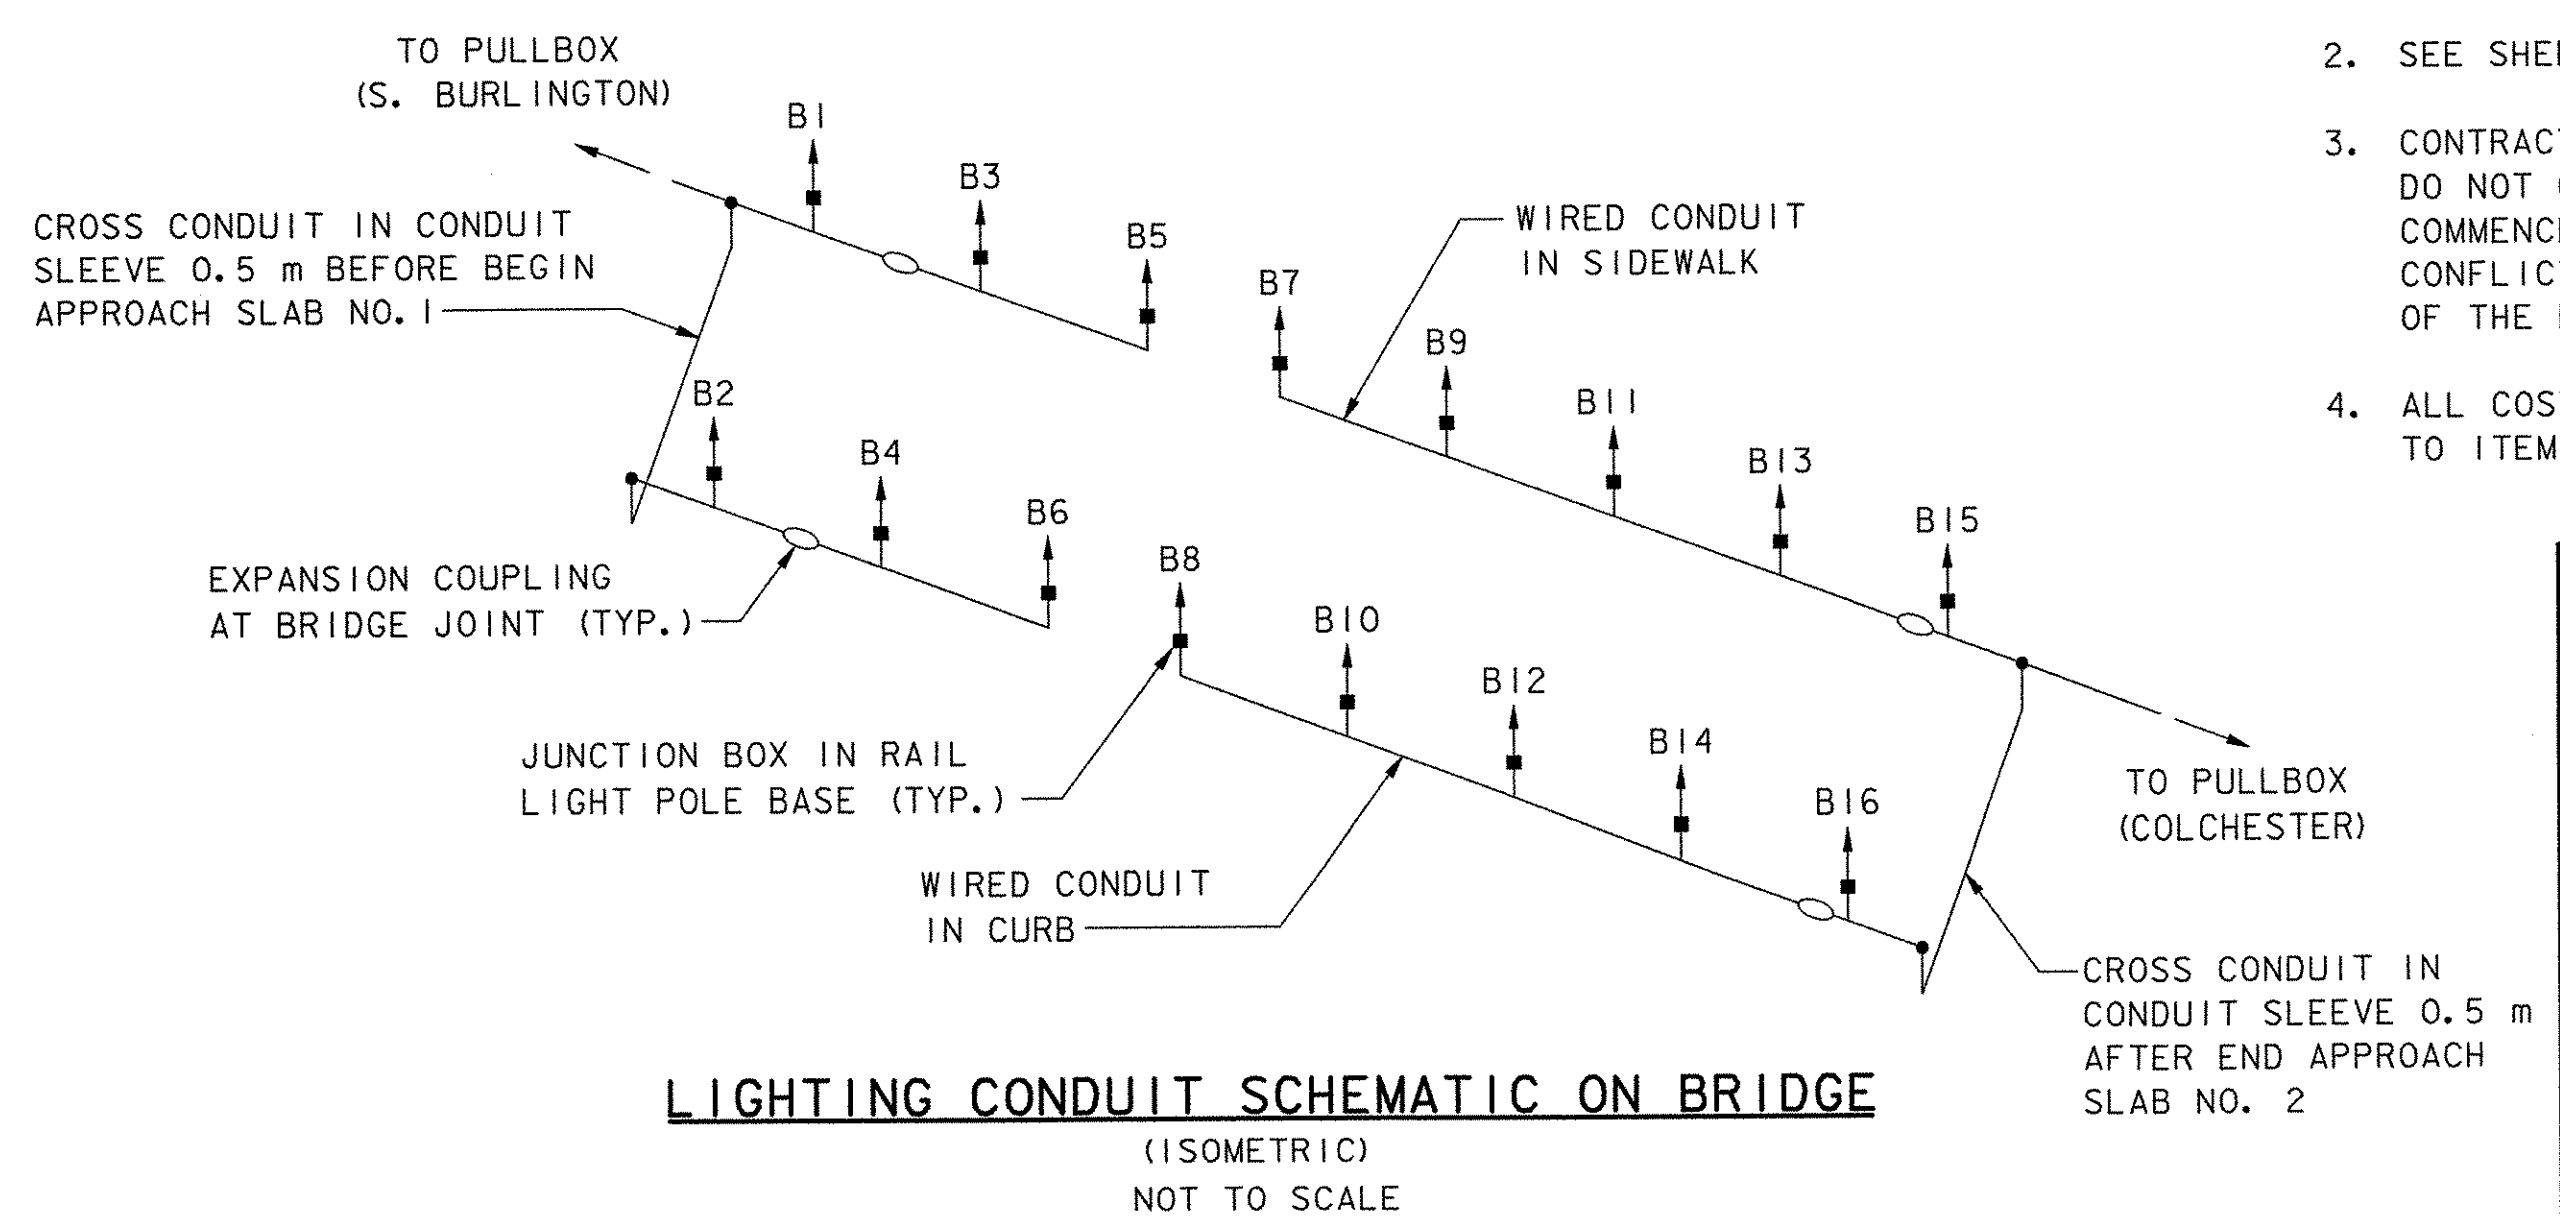 TO PULLBOX
(S. BURLINGTON)
B1
B3
B5
CROSS CONDUIT IN CONDUIT
SLEEVE 0.5 m BEFORE BEGIN
APPROACH SLAB NO. 1
B7
WIRED CONDUIT
IN SIDEWALK
B9
B11
B13
B15
B2
B4
B6
B8
EXPANSION COUPLING
AT BRIDGE JOINT (TYP.)
B10
B12
B14
B16
JUNCTION BOX IN RAIL
LIGHT POLE BASE (TYP.)
WIRED CONDUIT
IN CURB
TO PULLBOX
(COLCHESTER)
CROSS CONDUIT IN
CONDUIT SLEEVE 0.5 m
AFTER END APPROACH
SLAB NO. 2
LIGHTING CONDUIT SCHEMATIC ON BRIDGE
(ISOMETRIC)
NOT TO SCALE
2. SEE
3.
DO NOT
OF THE
4. ALL
TO ITEM